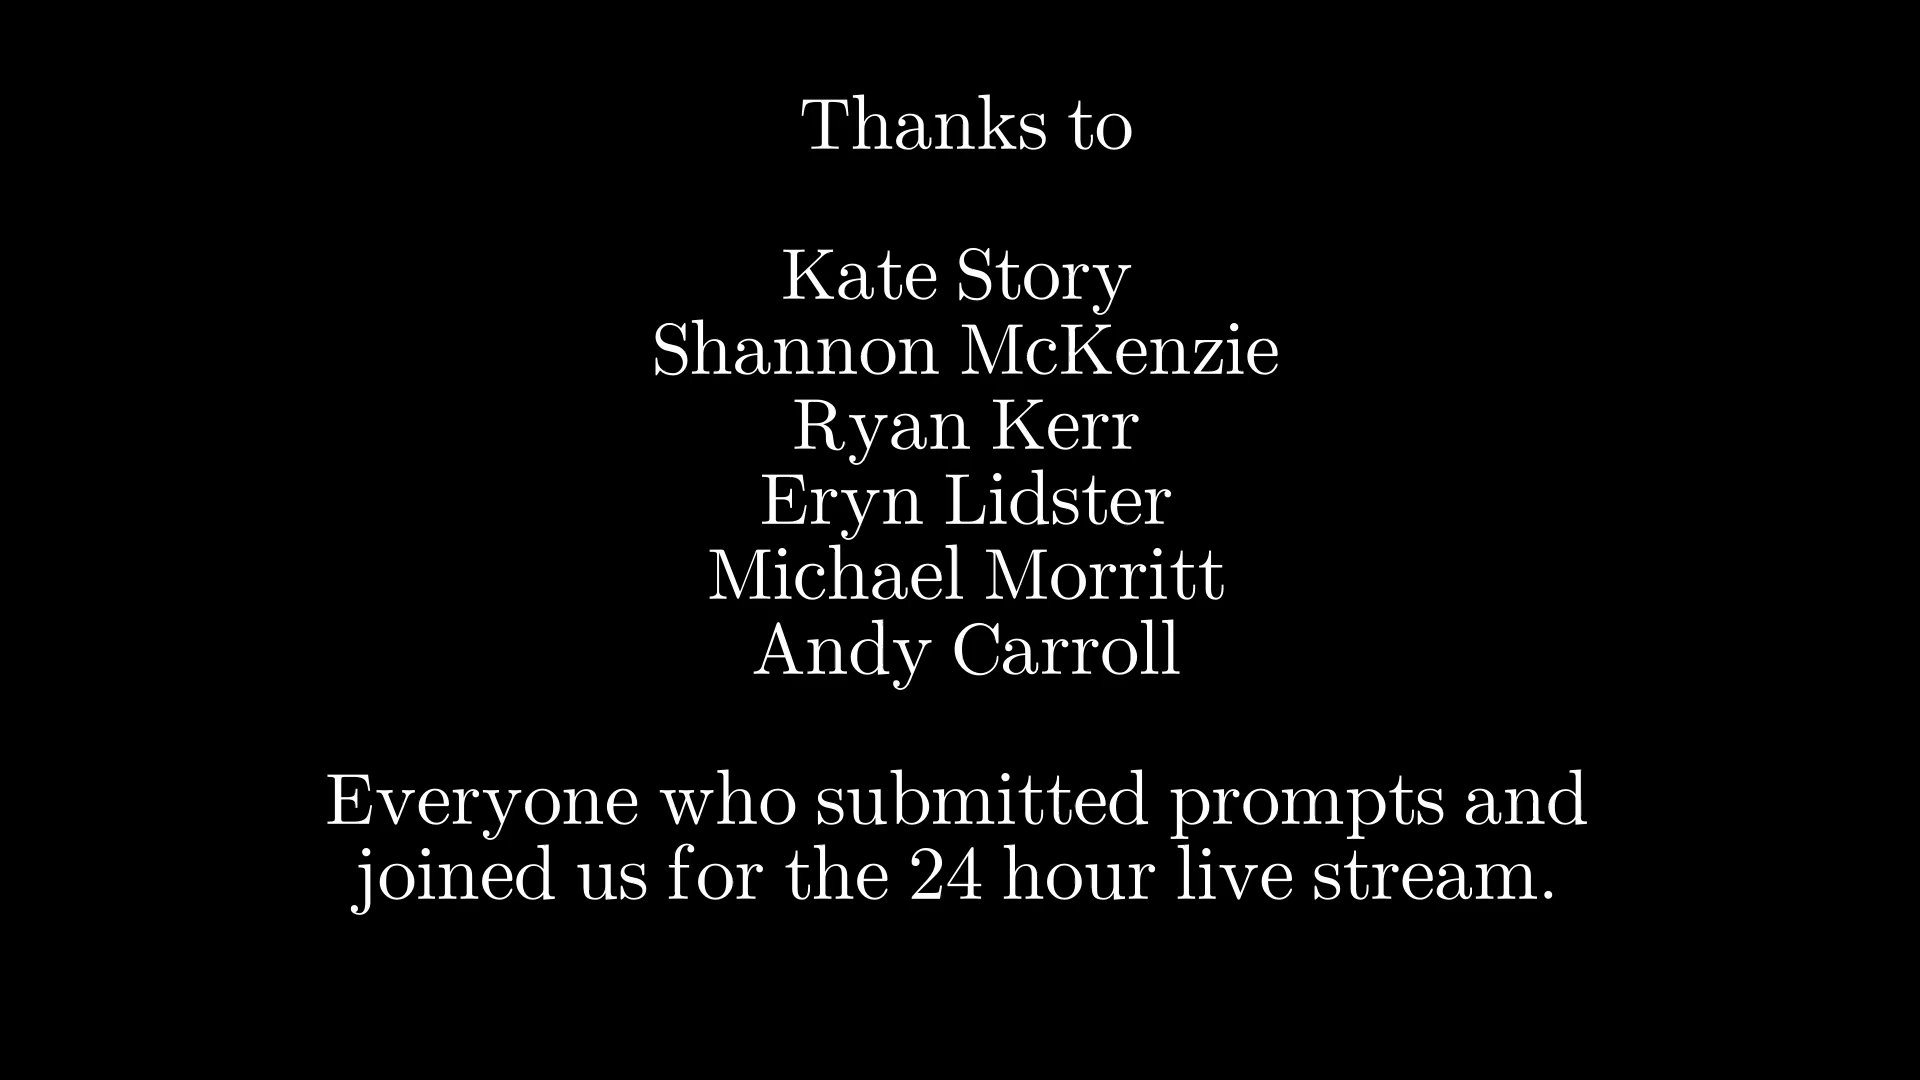 Thanks to
Kate Story
Shannon McKenzie
Ryan Kerr
Eryn Lidster
Michael Morritt
Andy Carroll
Everyone who submitted prompts and
joined us for the 24 hour live stream.